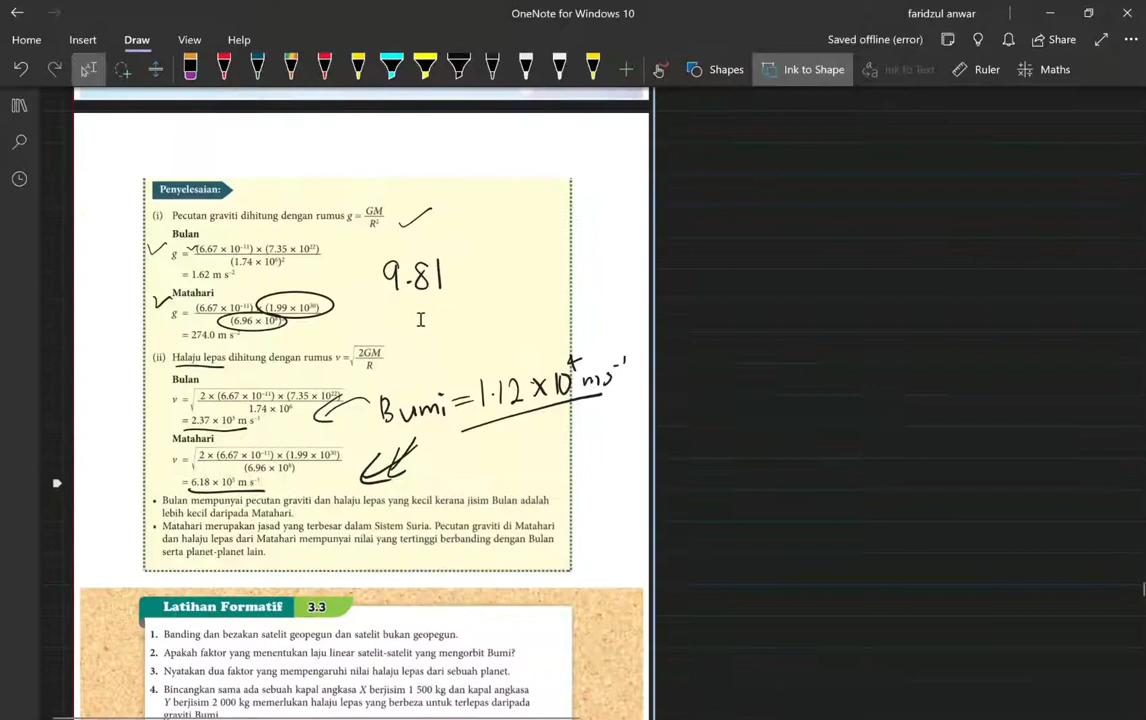 OneNote for Windows 10
faridzul anwar
Home Insert Draw View Help
Saved offline (error)
Share
Shapes
Ink to Shape
Ink to Text
Ruler
Maths
Penyelesaian:
(i) Pecutan graviti dihitung dengan rumus g = GM/R²
Bulan
g = (6.67 × 10⁻¹¹) × (7.35 × 10²²) / (1.74 × 10⁶)²
= 1.62 m s⁻²
9.81
Matahari
g = (6.67 × 10⁻¹¹) × (1.99 × 10³⁰) / (6.96 × 10⁸)²
= 274.0 m s⁻²
(ii) Halaju lepas dihitung dengan rumus v = √(2GM/R)
Bulan
v = √(2 × (6.67 × 10⁻¹¹) × (7.35 × 10²²) / 1.74 × 10⁶)
= 2.37 × 10³ m s⁻¹
Bumi = 1.12 × 10⁴ ms⁻¹
Matahari
v = √(2 × (6.67 × 10⁻¹¹) × (1.99 × 10³⁰) / (6.96 × 10⁸))
= 6.18 × 10⁵ m s⁻¹
• Bulan mempunyai pecutan graviti dan halaju lepas yang kecil kerana jisim Bulan adalah
lebih kecil daripada Matahari.
• Matahari merupakan jasad yang terbesar dalam Sistem Suria. Pecutan graviti di Matahari
dan halaju lepas dari Matahari mempunyai nilai yang tertinggi berbanding dengan Bulan
serta planet-planet lain.
Latihan Formatif 3.3
1. Banding dan bezakan satelit geopegun dan satelit bukan geopegun.
2. Apakah faktor yang menentukan laju linear satelit-satelit yang mengorbit Bumi?
3. Nyatakan dua faktor yang mempengaruhi nilai halaju lepas dari sebuah planet.
4. Bincangkan sama ada sebuah kapal angkasa X berjisim 1 500 kg dan kapal angkasa
Y berjisim 2 000 kg memerlukan halaju lepas yang berbeza untuk terlepas daripada
graviti Bumi